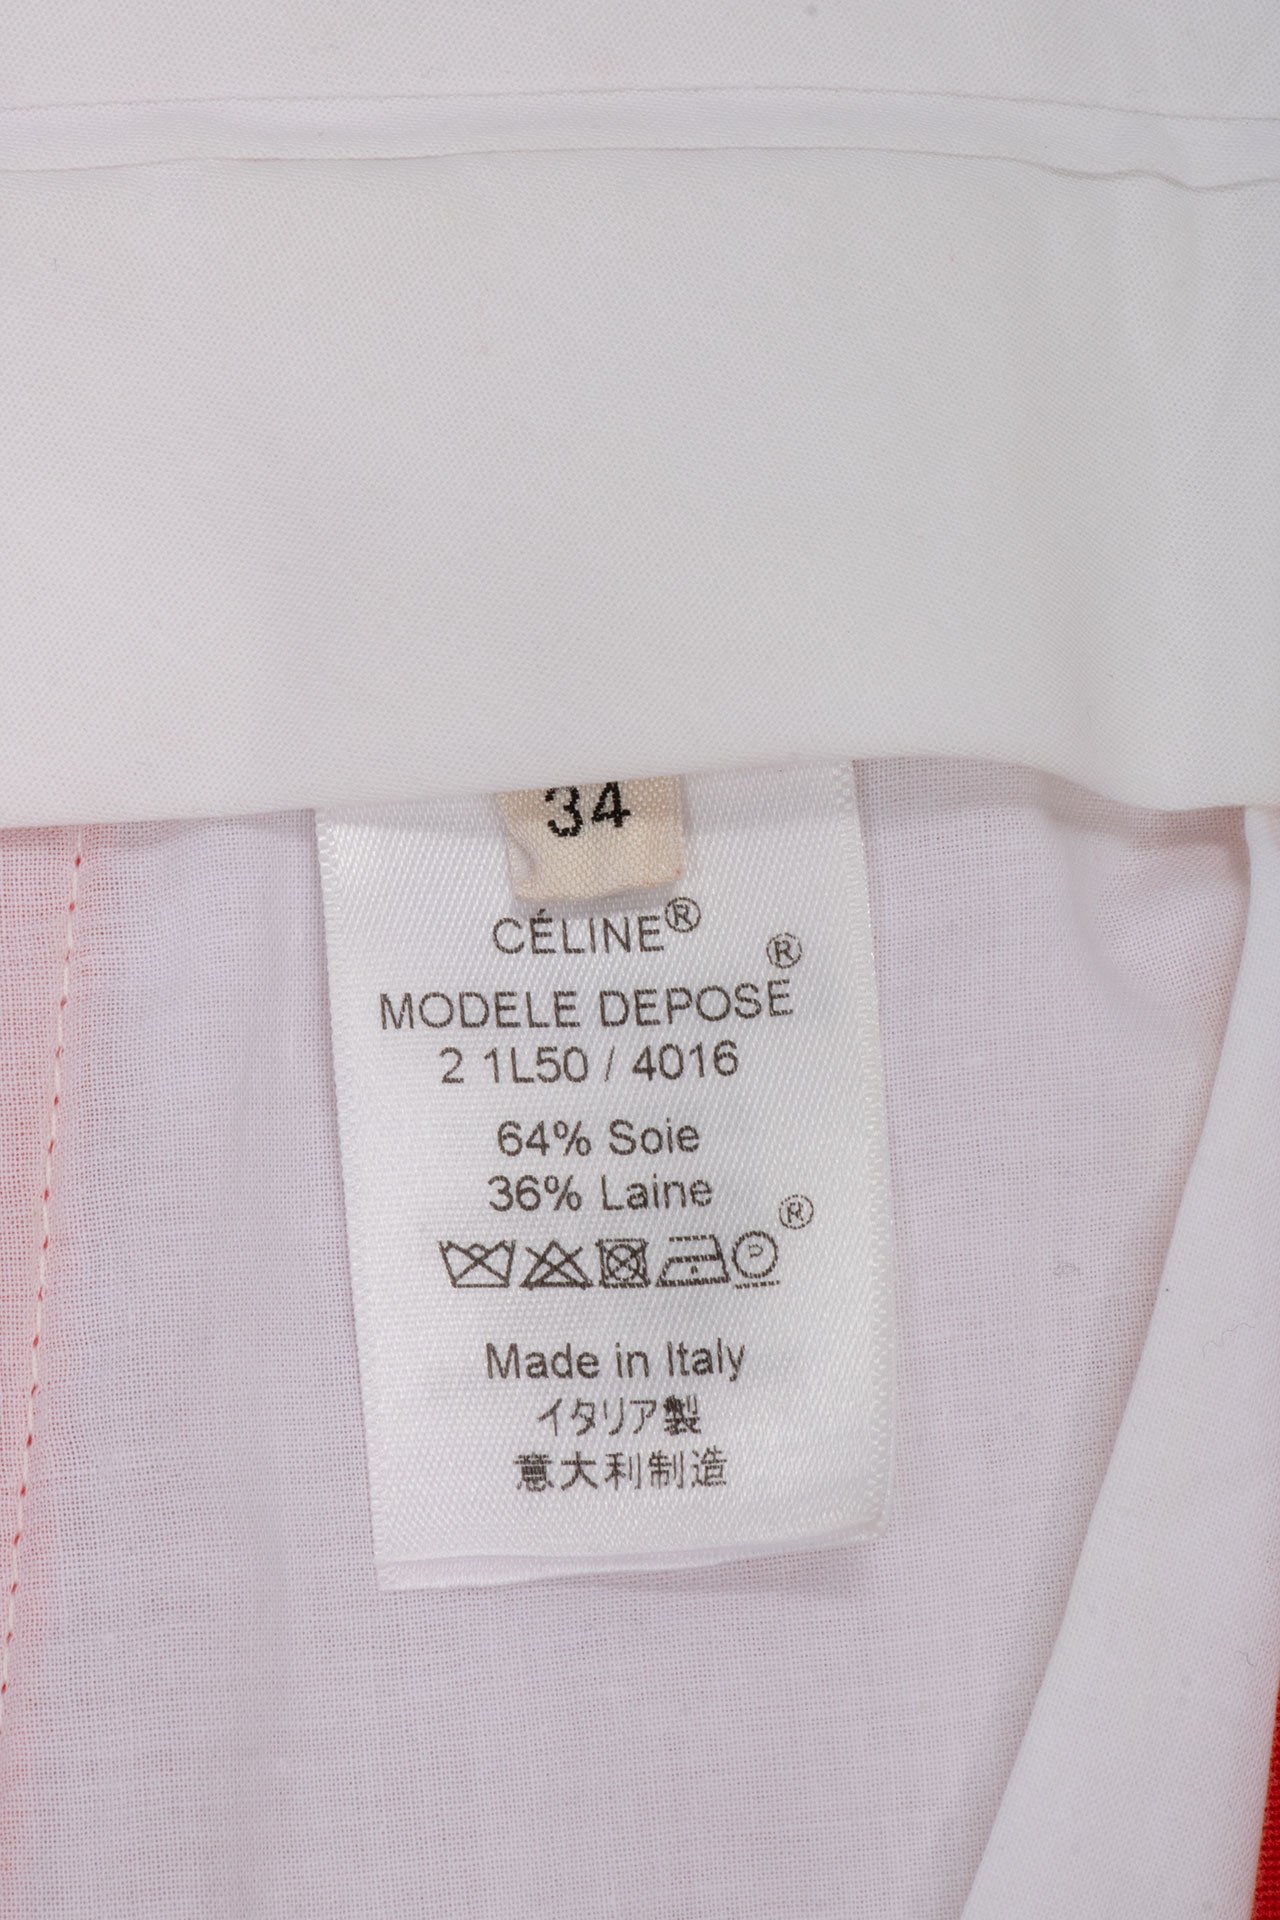 34
CÉLINE®
MODELE DEPOSE®
2 1L50 / 4016
64% Soie
36% Laine
®
P
Made in Italy
イタリア製
意大利制造